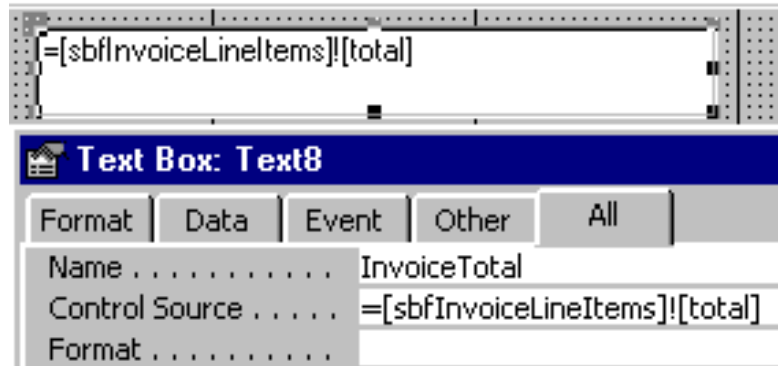 =[sbfInvoiceLineItems]![total]
Text Box: Text8
Format Data Event Other All
Name . . . . . . . . . . . InvoiceTotal
Control Source . . . . . =[sbfInvoiceLineItems]![total]
Format . . . . . . . . . .